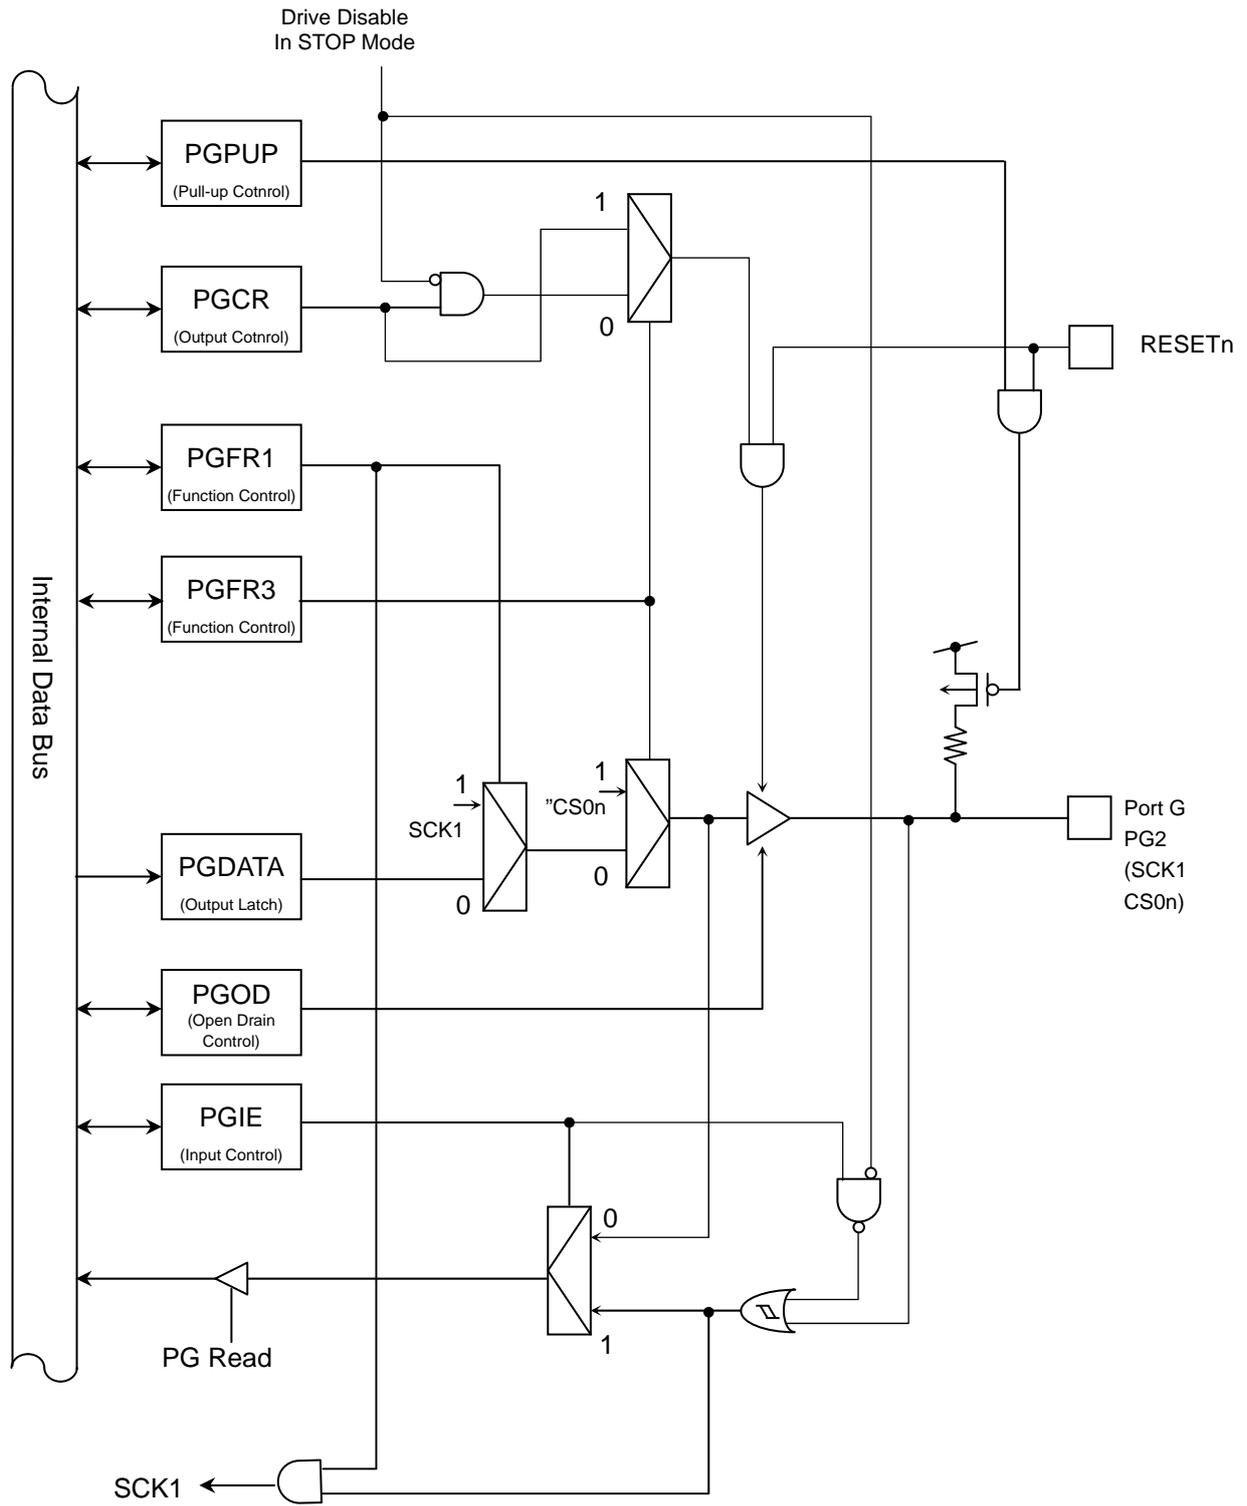 Drive Disable
In STOP Mode
PGPUP
(Pull-up Cotnrol)
1
PGCR
(Output Cotnrol)
0
RESETn
PGFR1
(Function Control)
PGFR3
(Function Control)
Internal Data Bus
1
SCK1
1
”CS0n
Port G
PG2
(SCK1
CS0n)
PGDATA
(Output Latch)
0
0
PGOD
(Open Drain
Control)
PGIE
(Input Control)
0
1
PG Read
SCK1